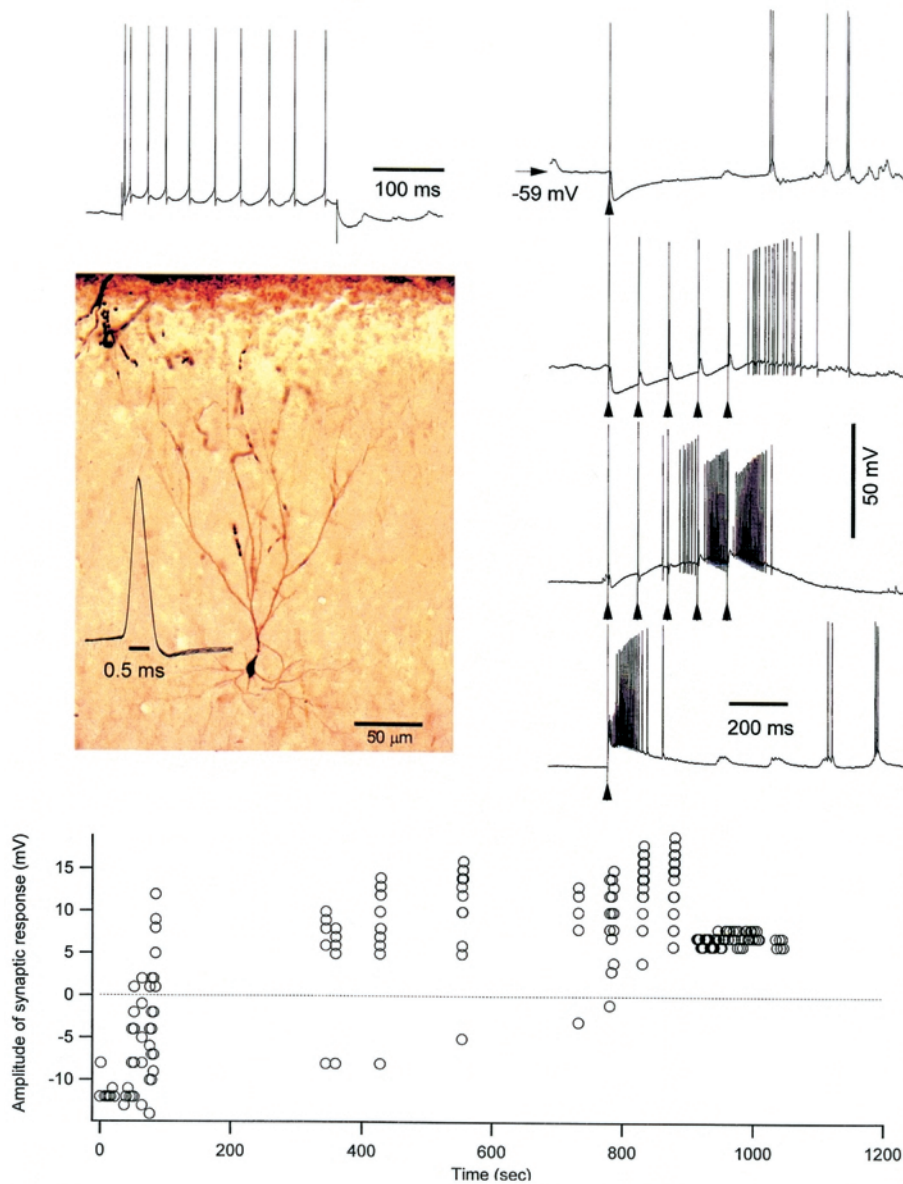 100 ms
-59 mV
50 mV
0.5 ms
50 μm
200 ms
Amplitude of synaptic response (mV)
15
10
5
0
-5
-10
0
200
400
600
800
1000
1200
Time (sec)